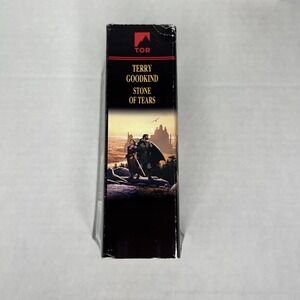 TOR
TERRY
GOODKIND
STONE
OF TEARS